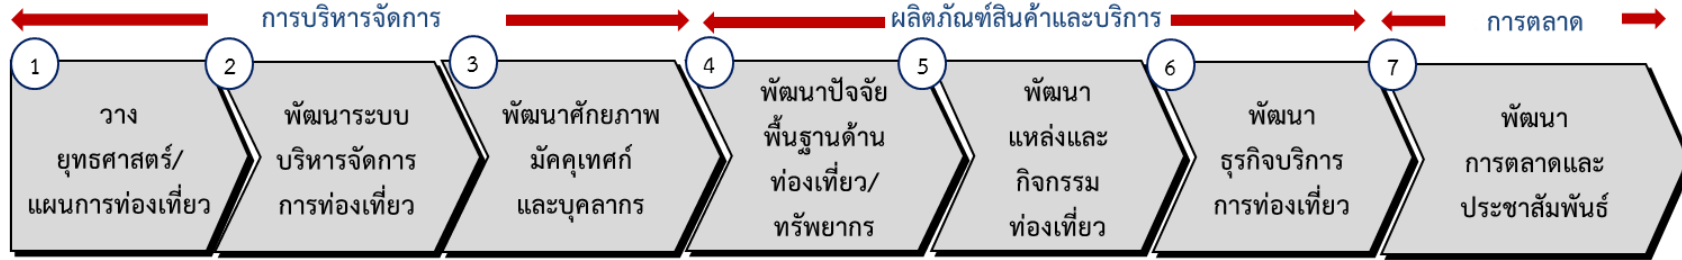 การบริหารจัดการ
ผลิตภัณฑ์สินค้าและบริการ
การตลาด
1
วาง
ยุทธศาสตร์/
แผนการท่องเที่ยว
2
พัฒนาระบบ
บริหารจัดการ
การท่องเที่ยว
3
พัฒนาศักยภาพ
มัคคุเทศก์
และบุคลากร
4
พัฒนาปัจจัย
พื้นฐานด้าน
ท่องเที่ยว/
ทรัพยากร
5
พัฒนา
แหล่งและ
กิจกรรม
ท่องเที่ยว
6
พัฒนา
ธุรกิจบริการ
การท่องเที่ยว
7
พัฒนา
การตลาดและ
ประชาสัมพันธ์